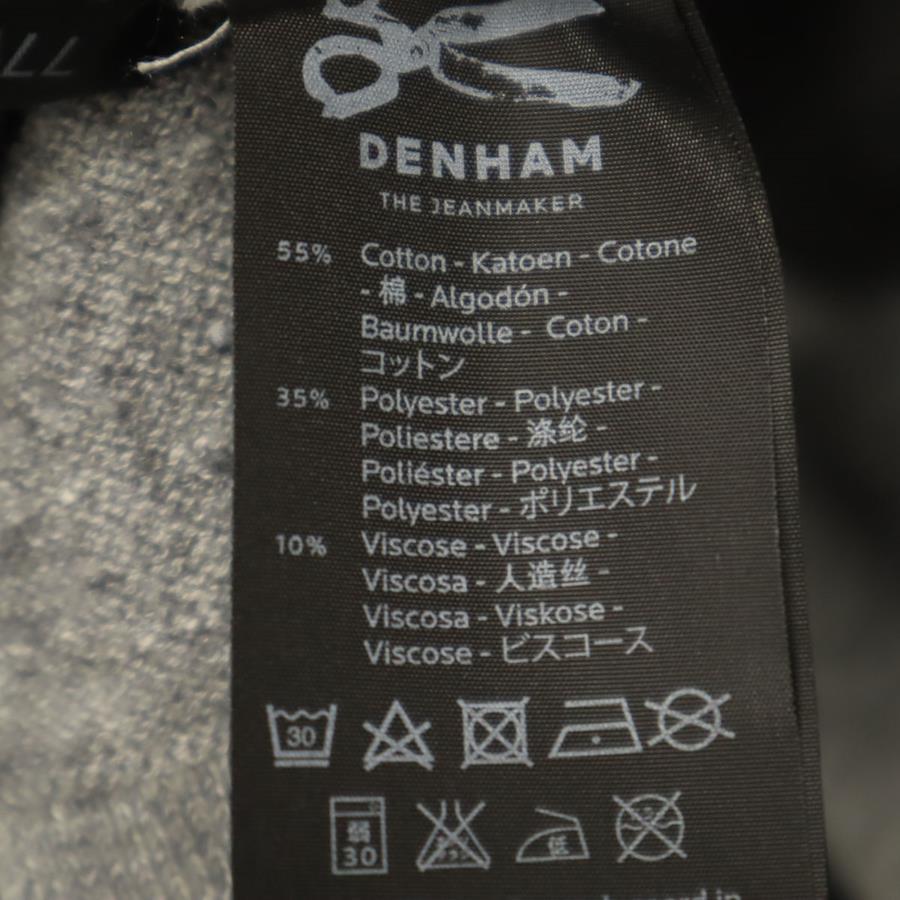 DENHAM
THE JEANMAKER
55% Cotton - Katoen - Cotone
- 棉 - Algodón -
Baumwolle - Coton -
コットン
35% Polyester - Polyester -
Poliestere - 涤纶 -
Poliéster - Polyester -
Polyester - ポリエステル
10% Viscose - Viscose -
Viscosa - 人造丝 -
Viscosa - Viskose -
Viscose - ビスコース
30
弱
30
低